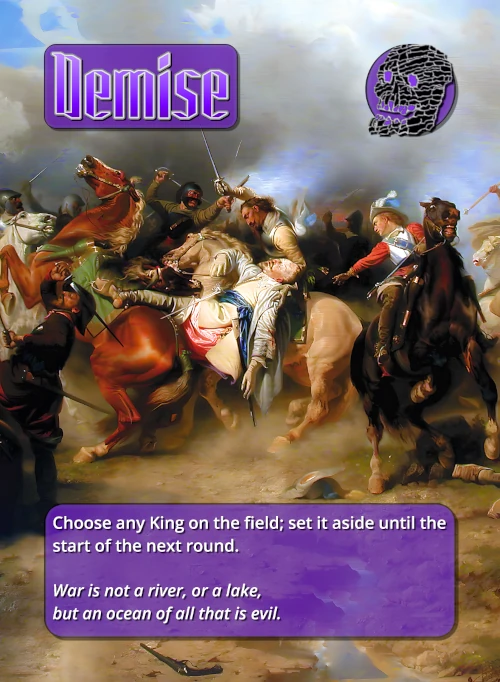 Demise
Choose any King on the field; set it aside until the
start of the next round.
War is not a river, or a lake,
but an ocean of all that is evil.